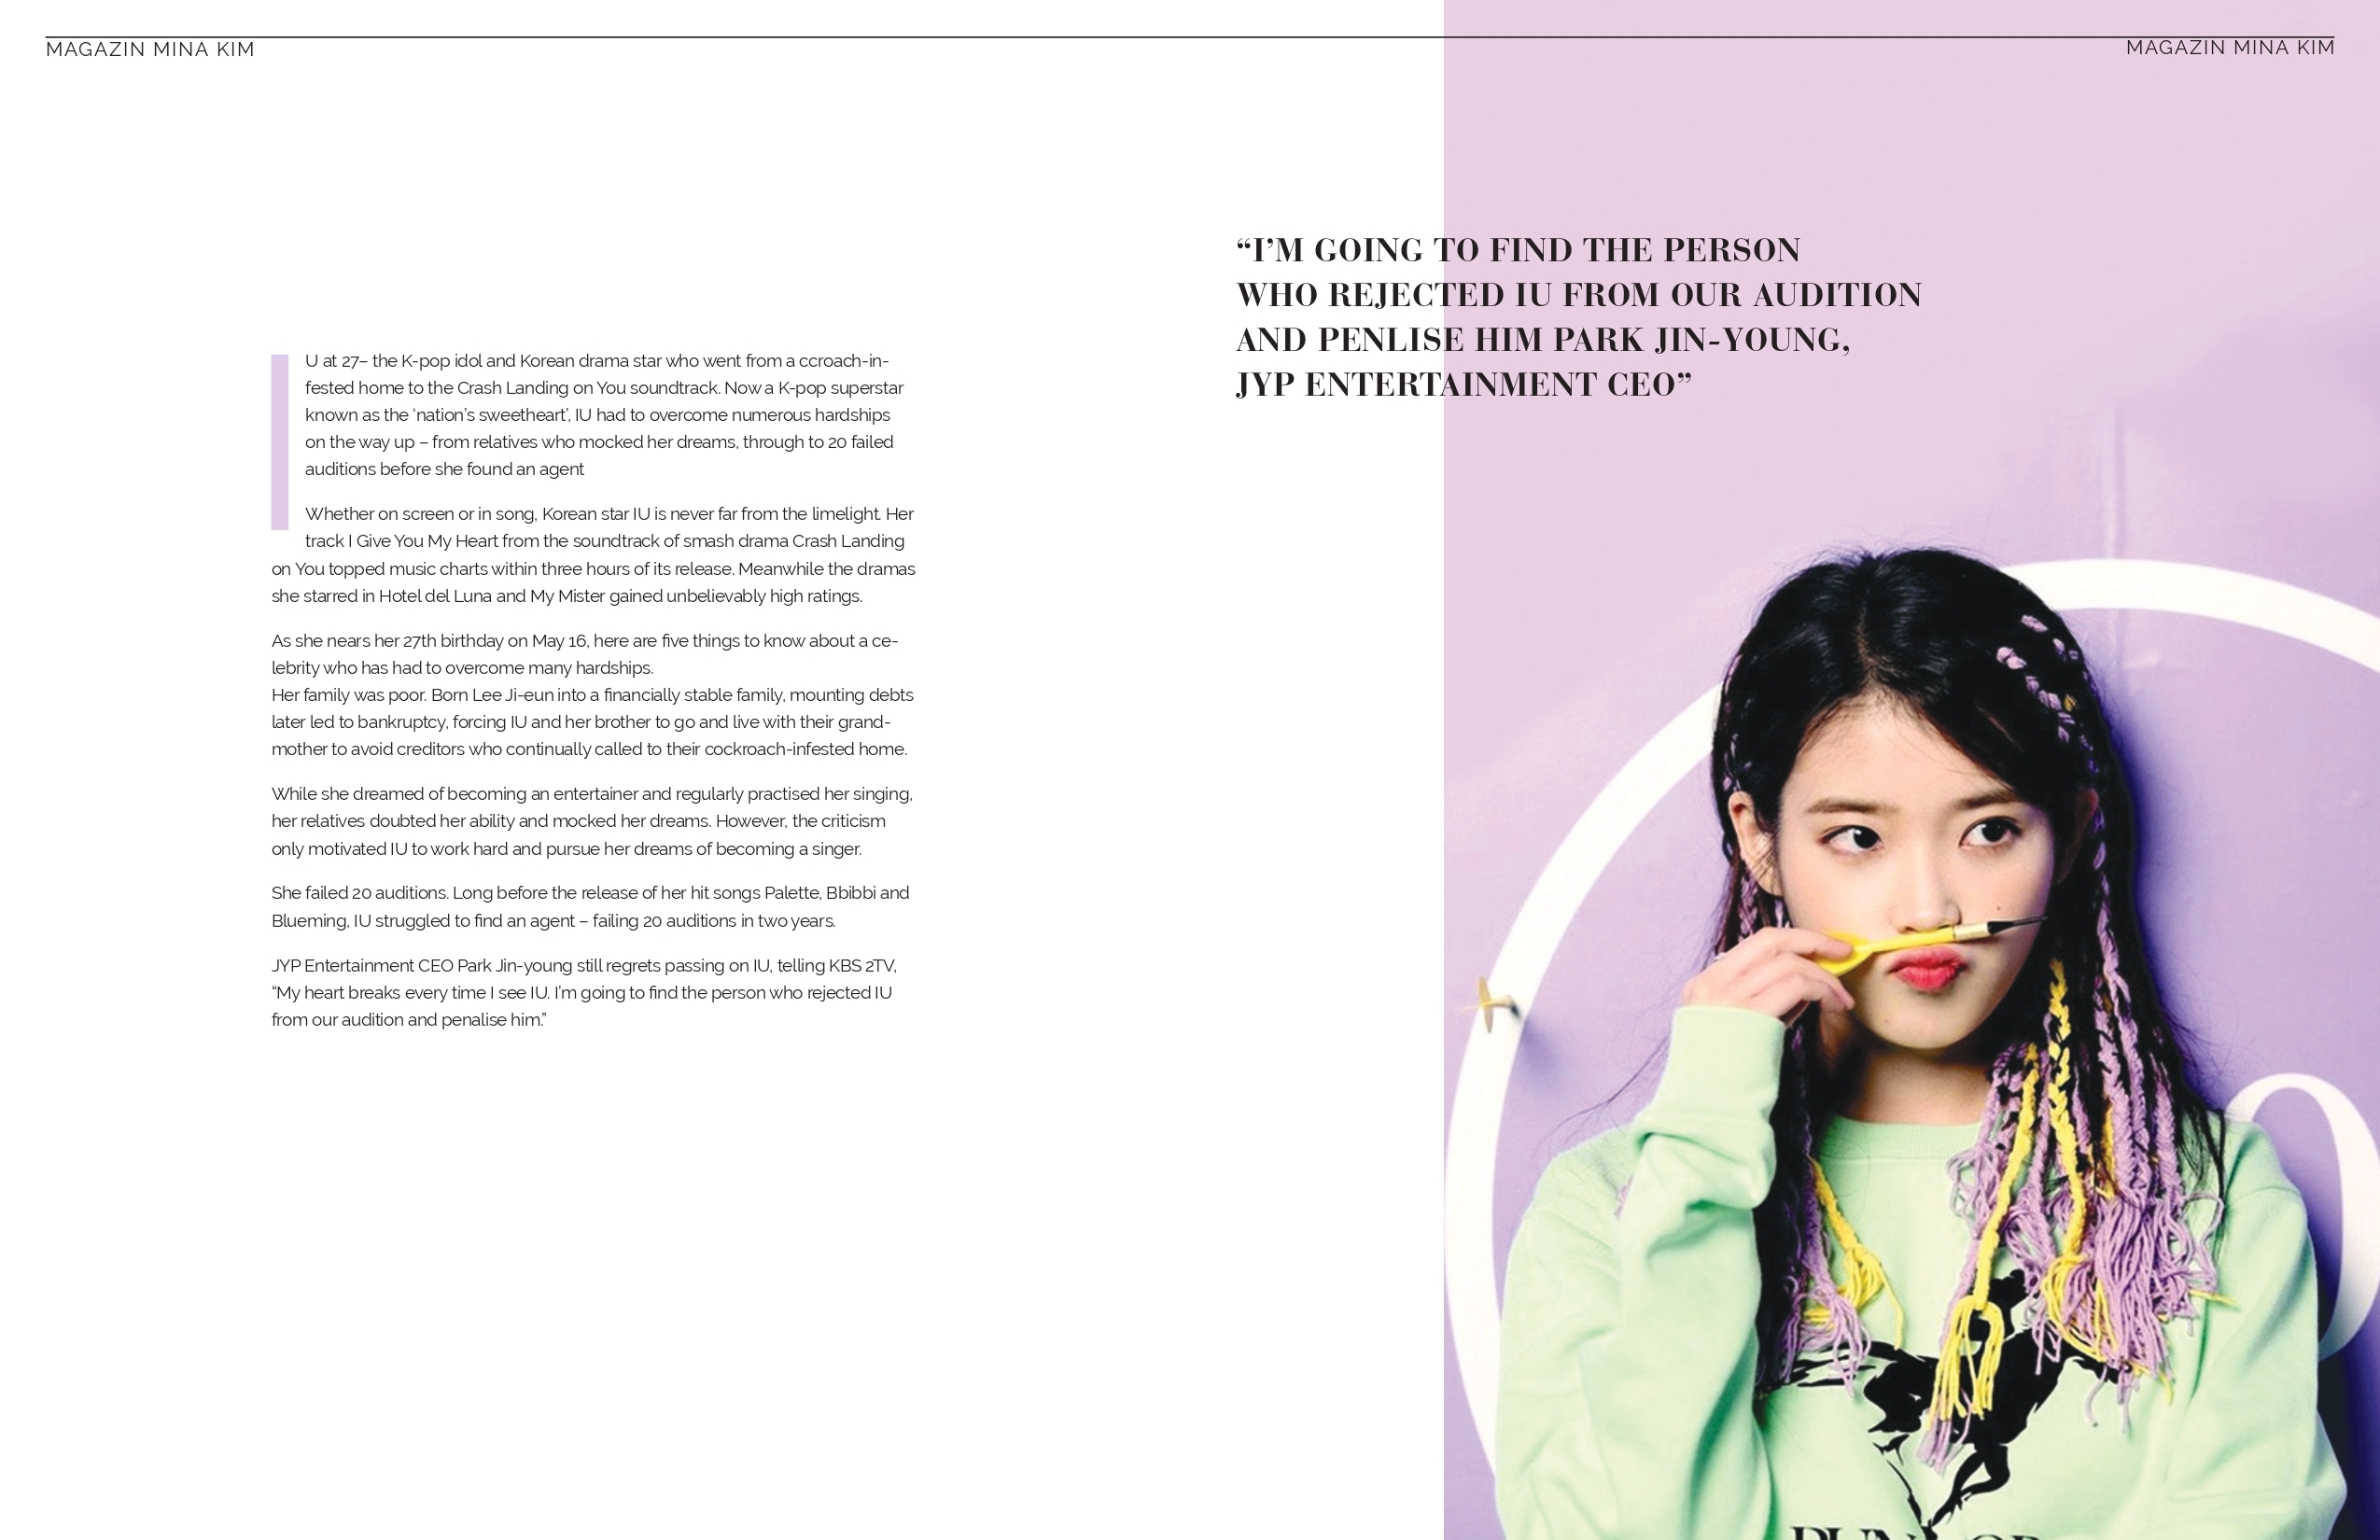 MAGAZIN MINA KIM
MAGAZIN MINA KIM
IU at 27– the K-pop idol and Korean drama star who went from a ccroach-in-
fested home to the Crash Landing on You soundtrack. Now a K-pop superstar
known as the ‘nation’s sweetheart’, IU had to overcome numerous hardships
on the way up – from relatives who mocked her dreams, through to 20 failed
auditions before she found an agent
Whether on screen or in song, Korean star IU is never far from the limelight. Her
track I Give You My Heart from the soundtrack of smash drama Crash Landing
on You topped music charts within three hours of its release. Meanwhile the dramas
she starred in Hotel del Luna and My Mister gained unbelievably high ratings.
As she nears her 27th birthday on May 16, here are five things to know about a ce-
lebrity who has had to overcome many hardships.
Her family was poor. Born Lee Ji-eun into a financially stable family, mounting debts
later led to bankruptcy, forcing IU and her brother to go and live with their grand-
mother to avoid creditors who continually called to their cockroach-infested home.
While she dreamed of becoming an entertainer and regularly practised her singing,
her relatives doubted her ability and mocked her dreams. However, the criticism
only motivated IU to work hard and pursue her dreams of becoming a singer.
She failed 20 auditions. Long before the release of her hit songs Palette, Bbibbi and
Blueming, IU struggled to find an agent – failing 20 auditions in two years.
JYP Entertainment CEO Park Jin-young still regrets passing on IU, telling KBS 2TV,
“My heart breaks every time I see IU. I’m going to find the person who rejected IU
from our audition and penalise him.”
“I’M GOING TO FIND THE PERSON
WHO REJECTED IU FROM OUR AUDITION
AND PENLISE HIM PARK JIN-YOUNG,
JYP ENTERTAINMENT CEO”